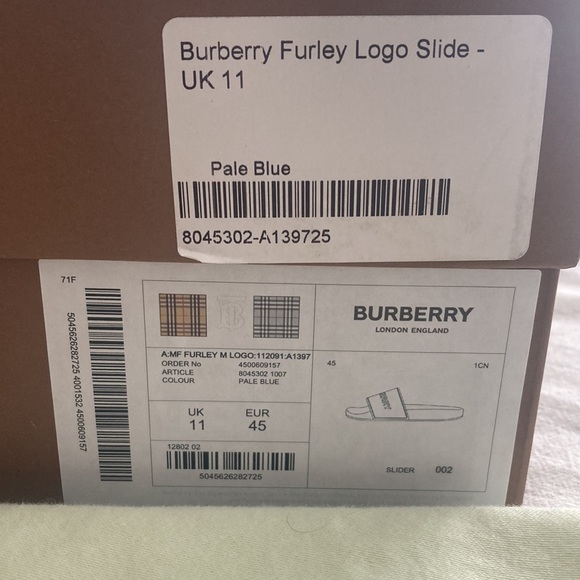 Burberry Furley Logo Slide -
UK 11
Pale Blue
8045302-A139725
71F
5045626282725 4001532 4500609157
BURBERRY
LONDON ENGLAND
A:MF FURLEY M LOGO:112091:A1397
ORDER No 4500609157
ARTICLE 8045302 1007
COLOUR PALE BLUE
45 1CN
UK EUR
11 45
12802 02
5045626282725
SLIDER 002